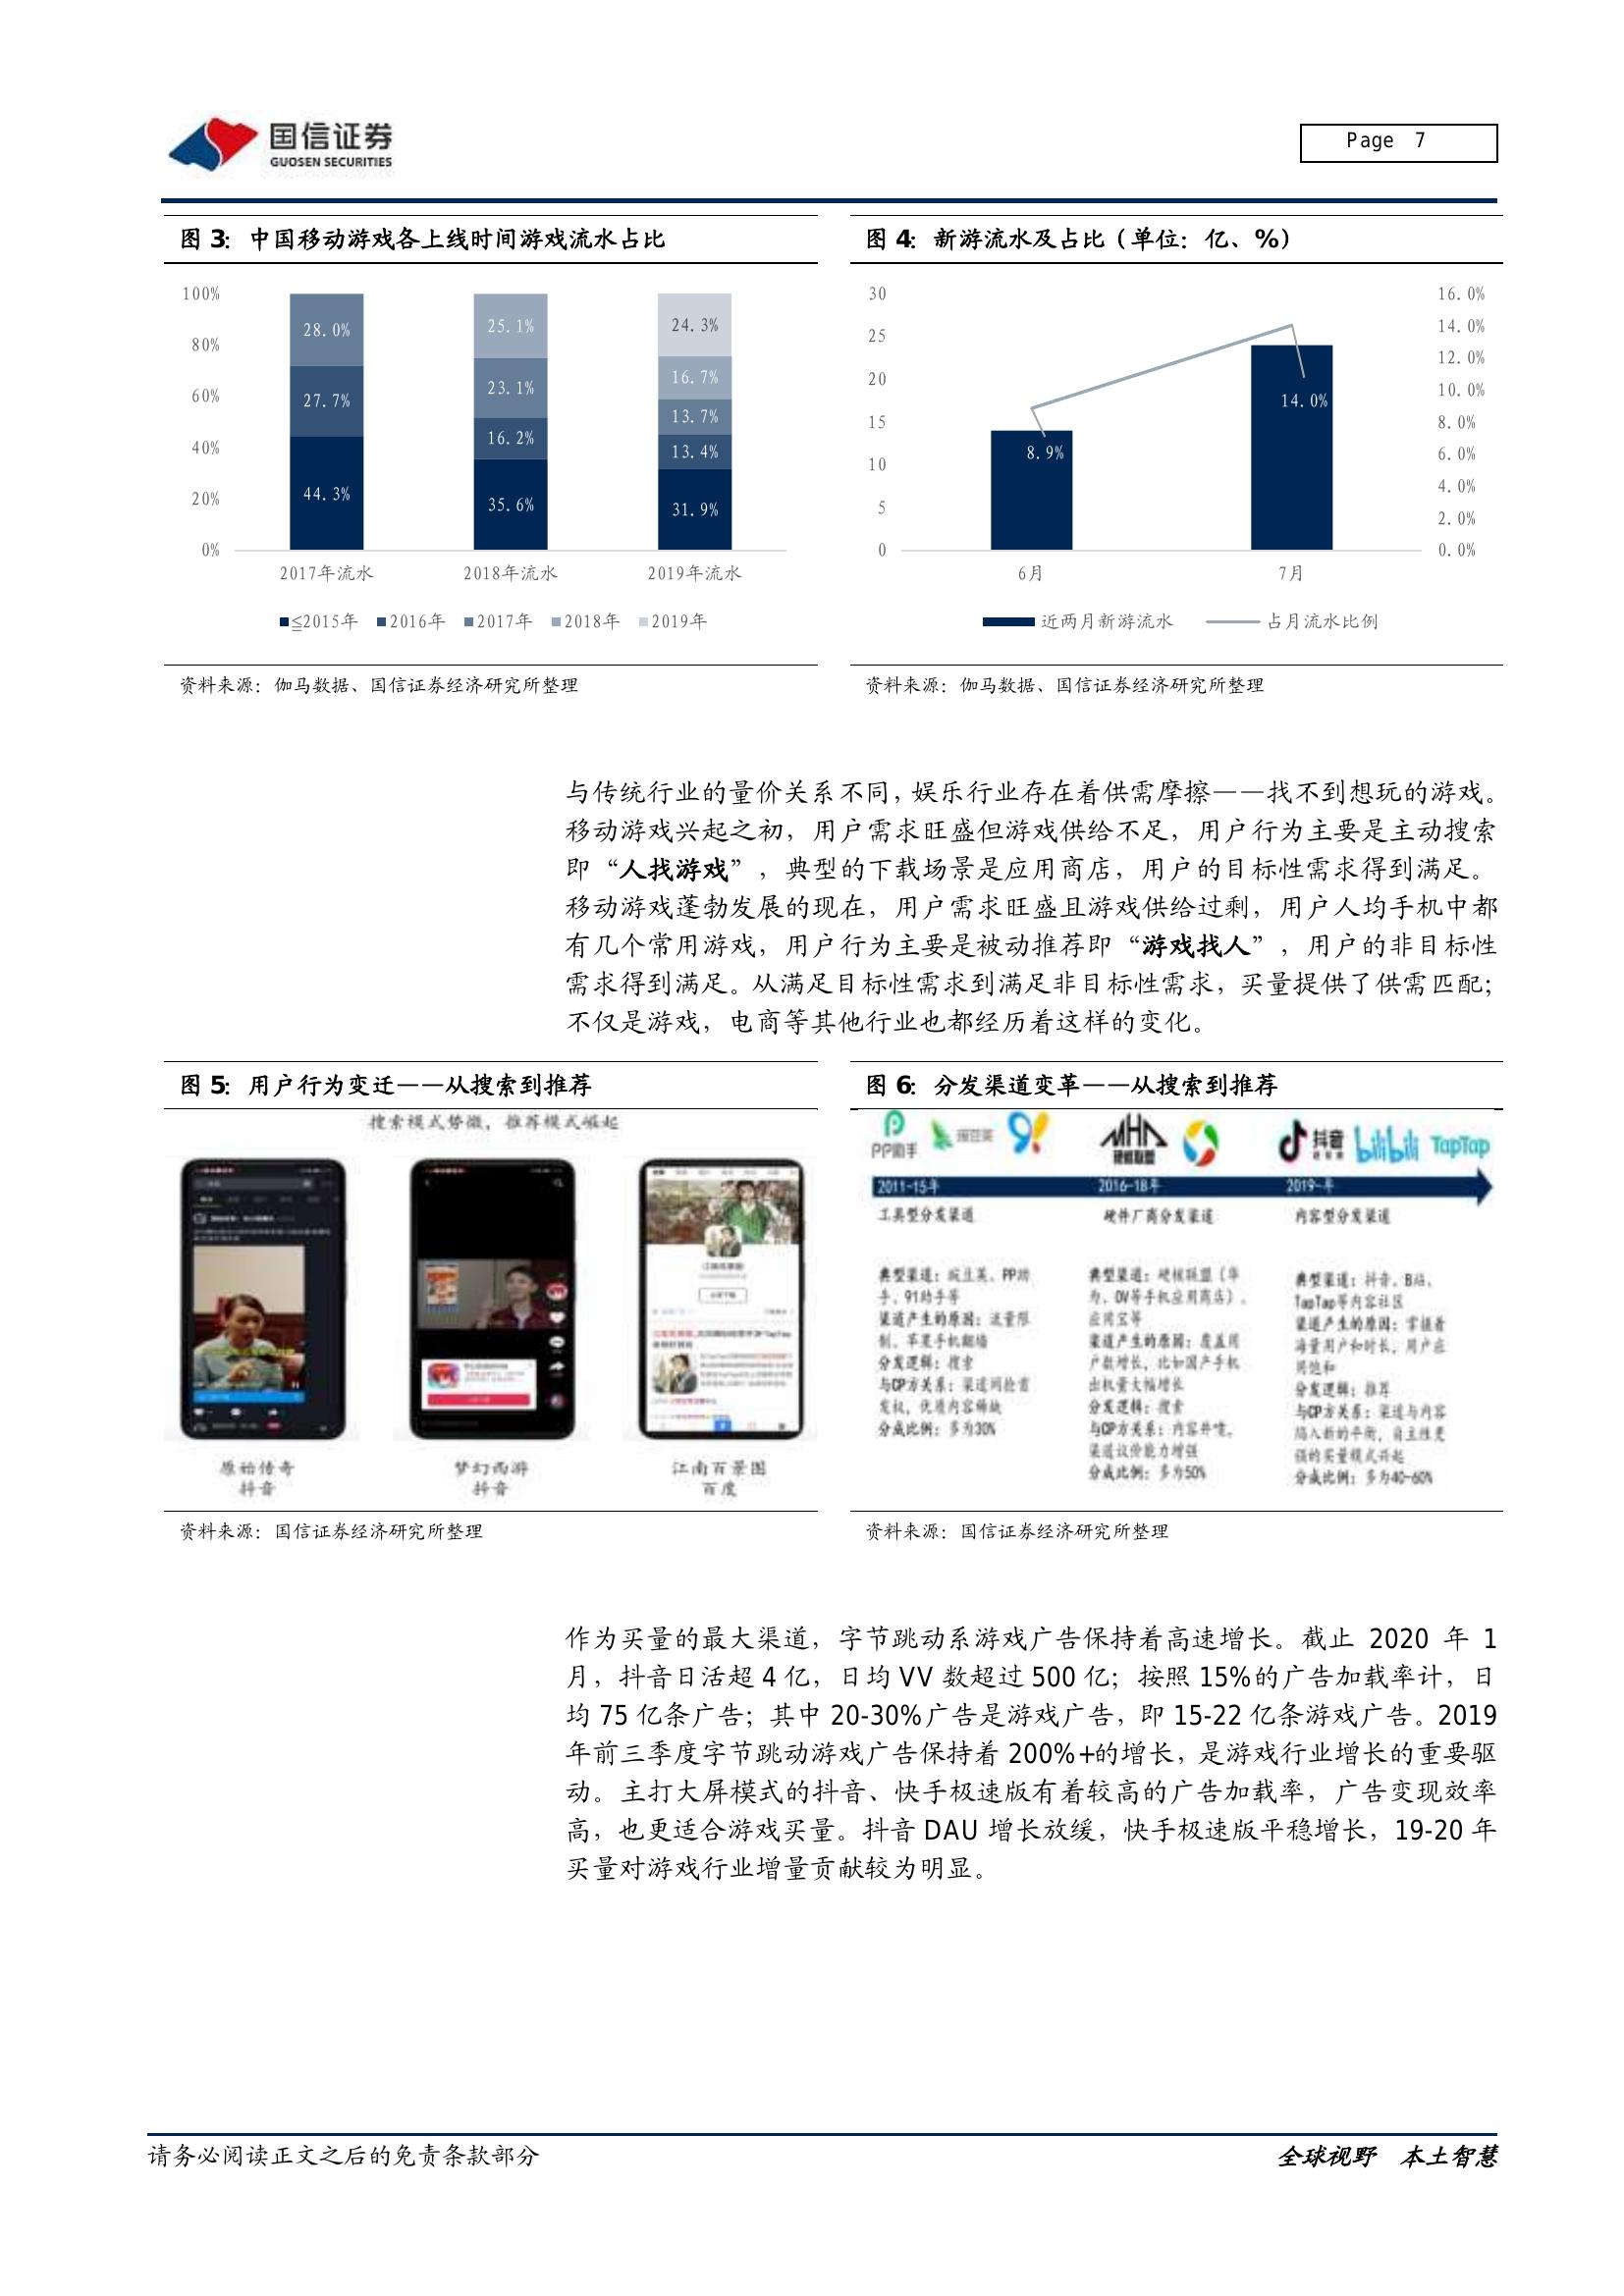 国信证券
GUOSEN SECURITIES
Page 7
图 3：中国移动游戏各上线时间游戏流水占比
100%
80%
60%
40%
20%
0%
28.0%
27.7%
44.3%
25.1%
23.1%
16.2%
35.6%
24.3%
16.7%
13.7%
13.4%
31.9%
2017年流水 2018年流水 2019年流水
≦2015年 2016年 2017年 2018年 2019年
资料来源：伽马数据、国信证券经济研究所整理
图 4：新游流水及占比（单位：亿、%）
30
25
20
15
10
5
0
8.9%
14.0%
16.0%
14.0%
12.0%
10.0%
8.0%
6.0%
4.0%
2.0%
0.0%
6月 7月
近两月新游流水 占月流水比例
资料来源：伽马数据、国信证券经济研究所整理
与传统行业的量价关系不同，娱乐行业存在着供需摩擦——找不到想玩的游戏。
移动游戏兴起之初，用户需求旺盛但游戏供给不足，用户行为主要是主动搜索
即“人找游戏”，典型的下载场景是应用商店，用户的目标性需求得到满足。
移动游戏蓬勃发展的现在，用户需求旺盛且游戏供给过剩，用户人均手机中都
有几个常用游戏，用户行为主要是被动推荐即“游戏找人”，用户的非目标性
需求得到满足。从满足目标性需求到满足非目标性需求，买量提供了供需匹配；
不仅是游戏，电商等其他行业也都经历着这样的变化。
图 5：用户行为变迁——从搜索到推荐
搜索模式势微，推荐模式崛起
原始传奇
抖音
梦幻西游
抖音
江南百景图
百度
资料来源：国信证券经济研究所整理
图 6：分发渠道变革——从搜索到推荐
PP助手 豌豆荚 硬核联盟 抖音 bilibili TapTap
2011-15年 2016-18年 2019-年
工具型分发渠道
典型渠道：豌豆荚、PP助
手、91助手等
渠道产生的原因：流量限
制、苹果手机翻墙
分发逻辑：搜索
与CP方关系：渠道间抢首
发权，优质内容稀缺
分成比例：多为30%
硬件厂商分发渠道
典型渠道：硬核联盟（华
为、OV等手机应用商店）、
应用宝等
渠道产生的原因：覆盖用
户数增长，比如国产手机
出机量大幅增长
分发逻辑：搜索
与CP方关系：内容井喷，
渠道议价能力增强
分成比例：多为50%
内容型分发渠道
典型渠道：抖音、B站、
TapTap等内容社区
渠道产生的原因：掌握着
海量用户和时长，用户应
用饱和
分发逻辑：推荐
与CP方关系：渠道与内容
陷入新的平衡，自主性更
强的买量模式兴起
分成比例：多为40-60%
资料来源：国信证券经济研究所整理
作为买量的最大渠道，字节跳动系游戏广告保持着高速增长。截止 2020 年 1
月，抖音日活超 4 亿，日均 VV 数超过 500 亿；按照 15%的广告加载率计，日
均 75 亿条广告；其中 20-30%广告是游戏广告，即 15-22 亿条游戏广告。2019
年前三季度字节跳动游戏广告保持着 200%+的增长，是游戏行业增长的重要驱
动。主打大屏模式的抖音、快手极速版有着较高的广告加载率，广告变现效率
高，也更适合游戏买量。抖音 DAU 增长放缓，快手极速版平稳增长，19-20 年
买量对游戏行业增量贡献较为明显。
请务必阅读正文之后的免责条款部分
全球视野 本土智慧